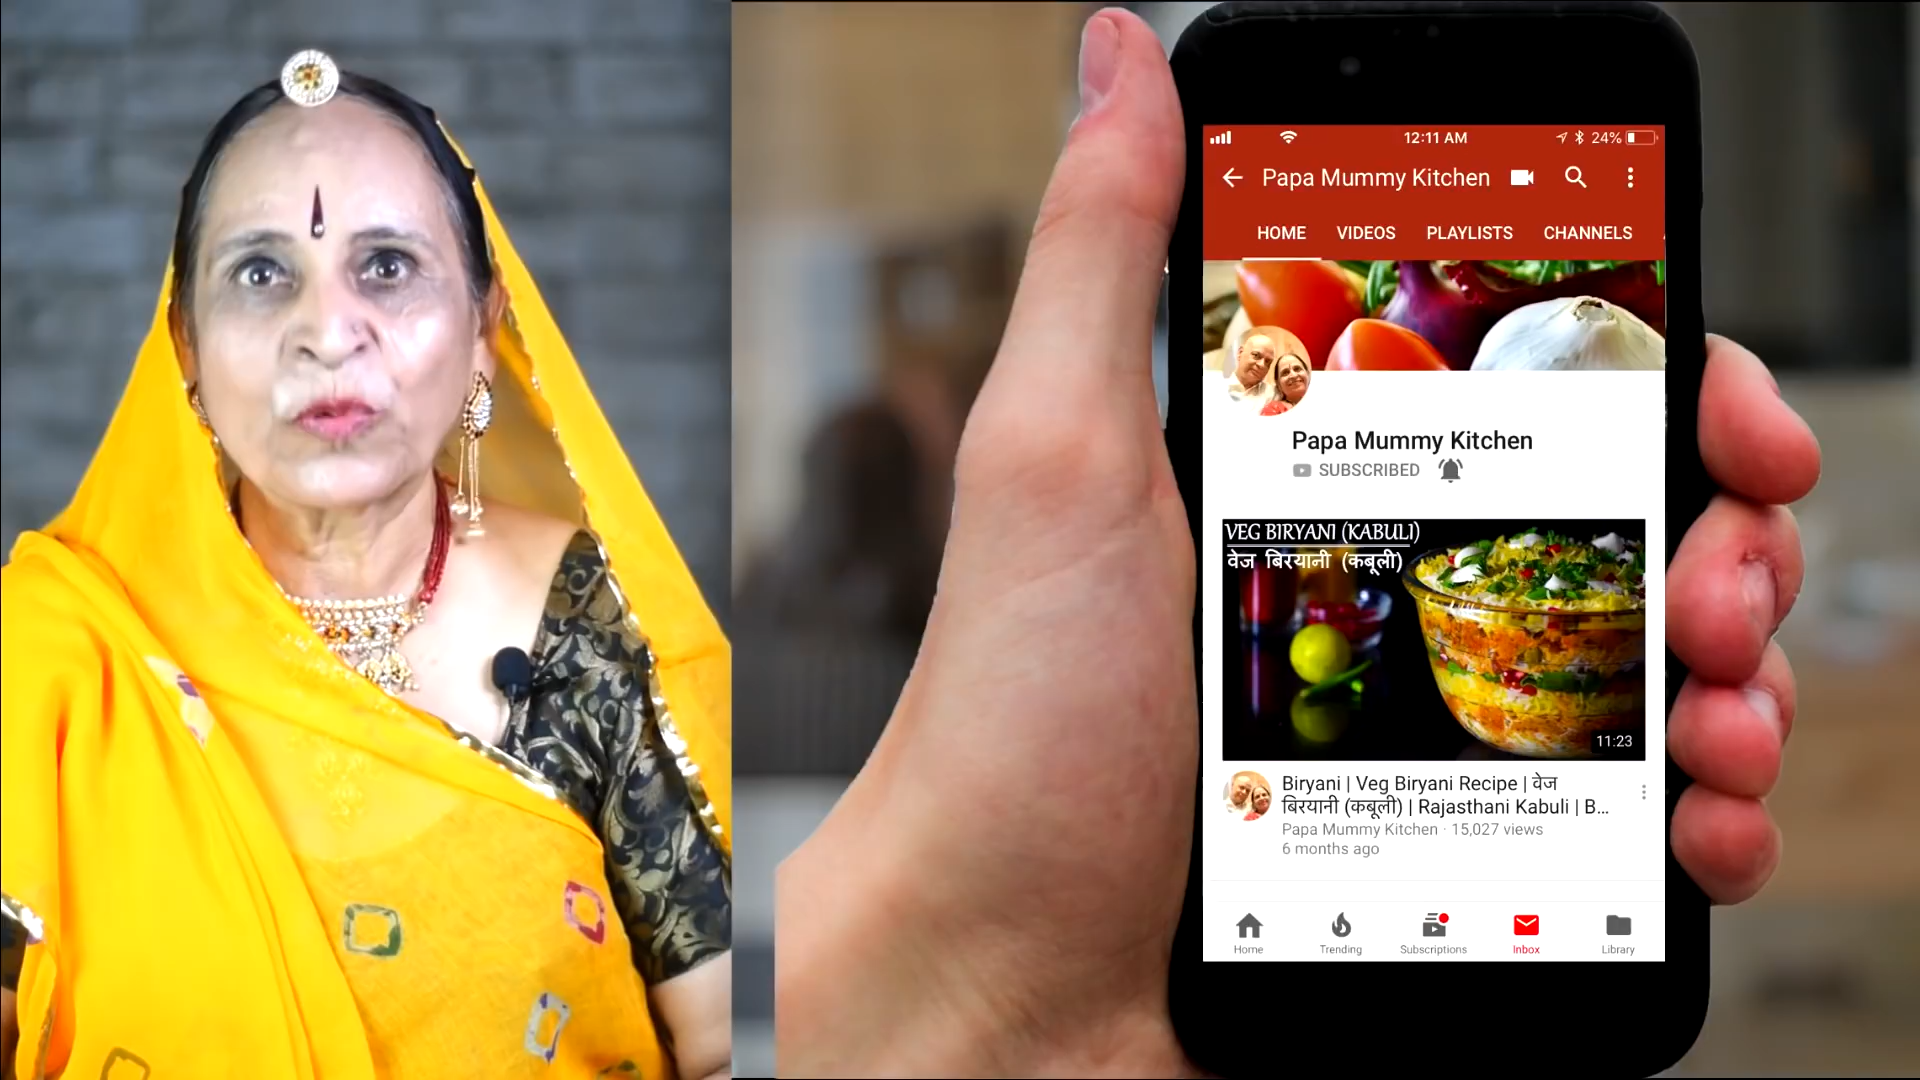 12:11 AM
24%
Papa Mummy Kitchen
HOME VIDEOS PLAYLISTS CHANNELS
Papa Mummy Kitchen
SUBSCRIBED
VEG BIRYANI (KABULI)
वेज बिरयानी (कबूली)
11:23
Biryani | Veg Biryani Recipe | वेज
बिरयानी (कबूली) | Rajasthani Kabuli | B...
Papa Mummy Kitchen · 15,027 views
6 months ago
Home Trending Subscriptions Inbox Library